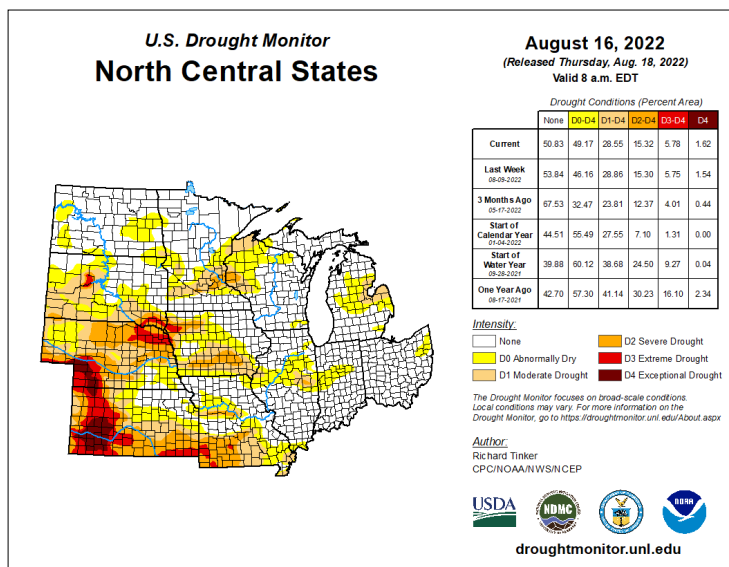 U.S. Drought Monitor
North Central States
August 16, 2022
(Released Thursday, Aug. 18, 2022)
Valid 8 a.m. EDT
Drought Conditions (Percent Area)
None D0-D4 D1-D4 D2-D4 D3-D4 D4
Current 50.83 49.17 28.55 15.32 5.78 1.62
Last Week
08-09-2022 53.84 46.16 28.86 15.30 5.75 1.54
3 Months Ago
05-17-2022 67.53 32.47 23.81 12.37 4.01 0.44
Start of
Calendar Year
01-04-2022 44.51 55.49 27.55 7.10 1.31 0.00
Start of
Water Year
09-28-2021 39.88 60.12 38.68 24.50 9.27 0.04
One Year Ago
08-17-2021 42.70 57.30 41.14 30.23 16.10 2.34
Intensity:
None
D0 Abnormally Dry
D1 Moderate Drought
D2 Severe Drought
D3 Extreme Drought
D4 Exceptional Drought
The Drought Monitor focuses on broad-scale conditions.
Local conditions may vary. For more information on the
Drought Monitor, go to https://droughtmonitor.unl.edu/About.aspx
Author:
Richard Tinker
CPC/NOAA/NWS/NCEP
USDA
NDMC
NOAA
droughtmonitor.unl.edu